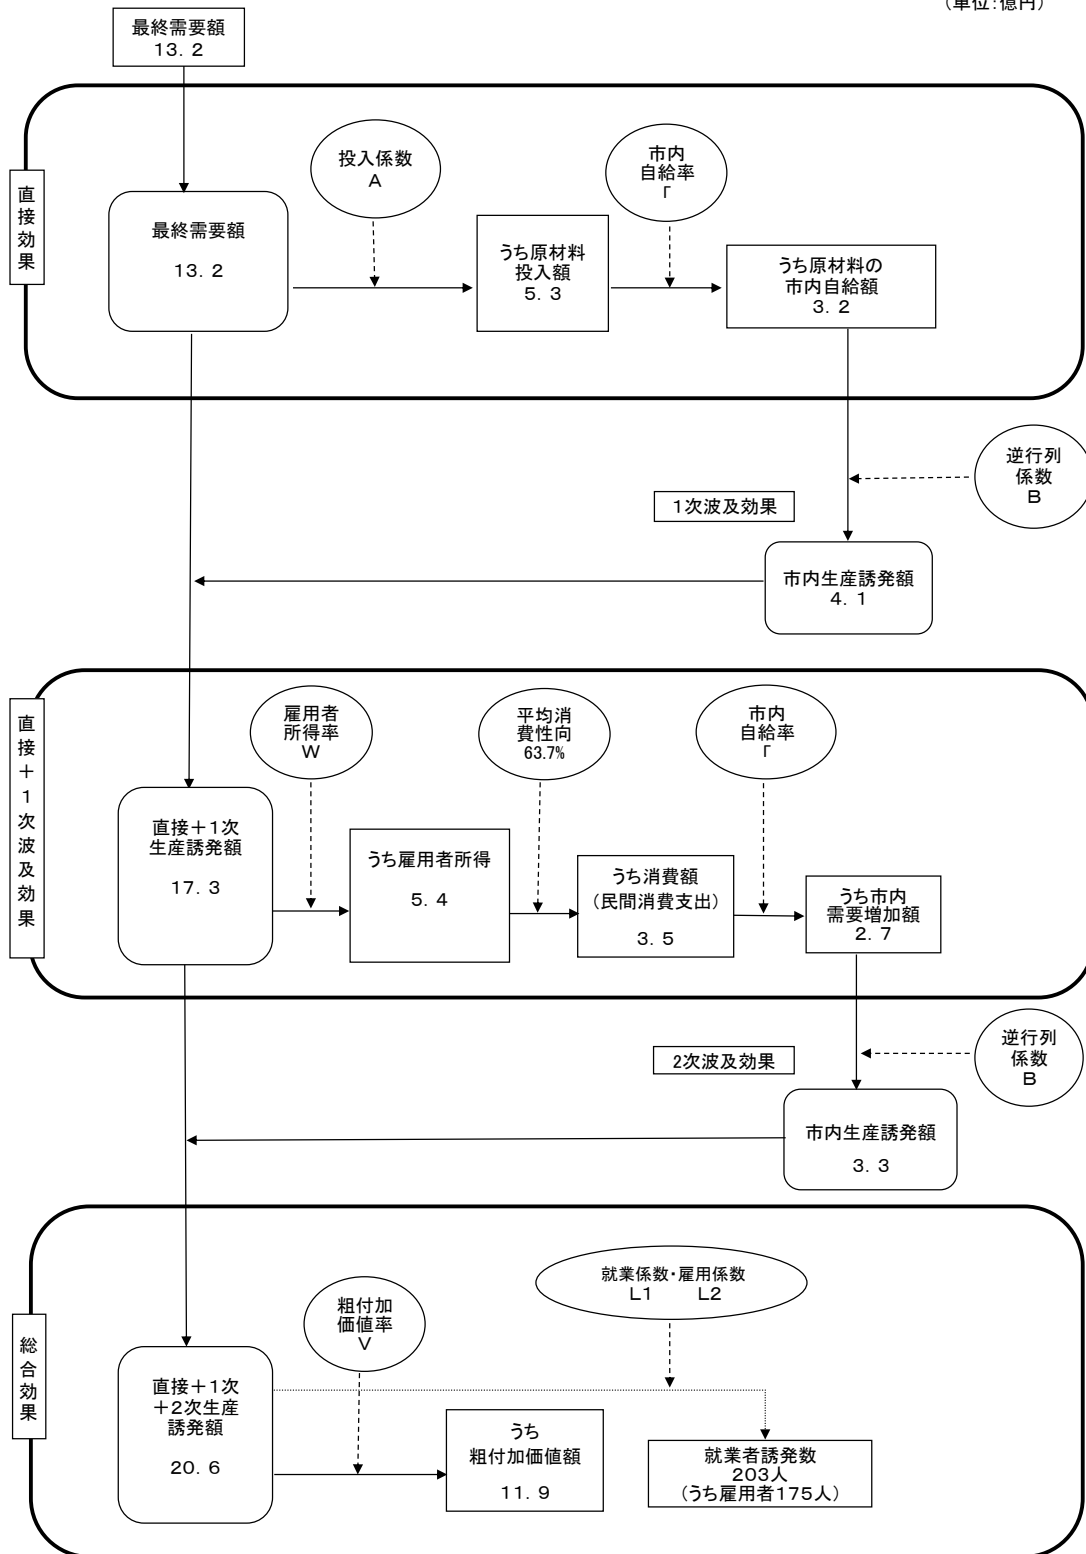 （単位：億円）
最終需要額
１３．２
直接効果
投入係数
Ａ
市内
自給率
Γ
最終需要額
１３．２
うち原材料
投入額
５．３
うち原材料の
市内自給額
３．２
逆行列
係数
Ｂ
１次波及効果
市内生産誘発額
４．１
直接＋１次波及効果
雇用者
所得率
Ｗ
平均消
費性向
63.7%
市内
自給率
Γ
直接＋１次
生産誘発額
１７．３
うち雇用者所得
５．４
うち消費額
（民間消費支出）
３．５
うち市内
需要増加額
２．７
逆行列
係数
Ｂ
２次波及効果
市内生産誘発額
３．３
総合効果
就業係数・雇用係数
Ｌ１　Ｌ２
粗付加
価値率
Ｖ
直接＋１次
＋２次生産
誘発額
２０．６
うち
粗付加価値額
１１．９
就業者誘発数
203人
（うち雇用者175人）